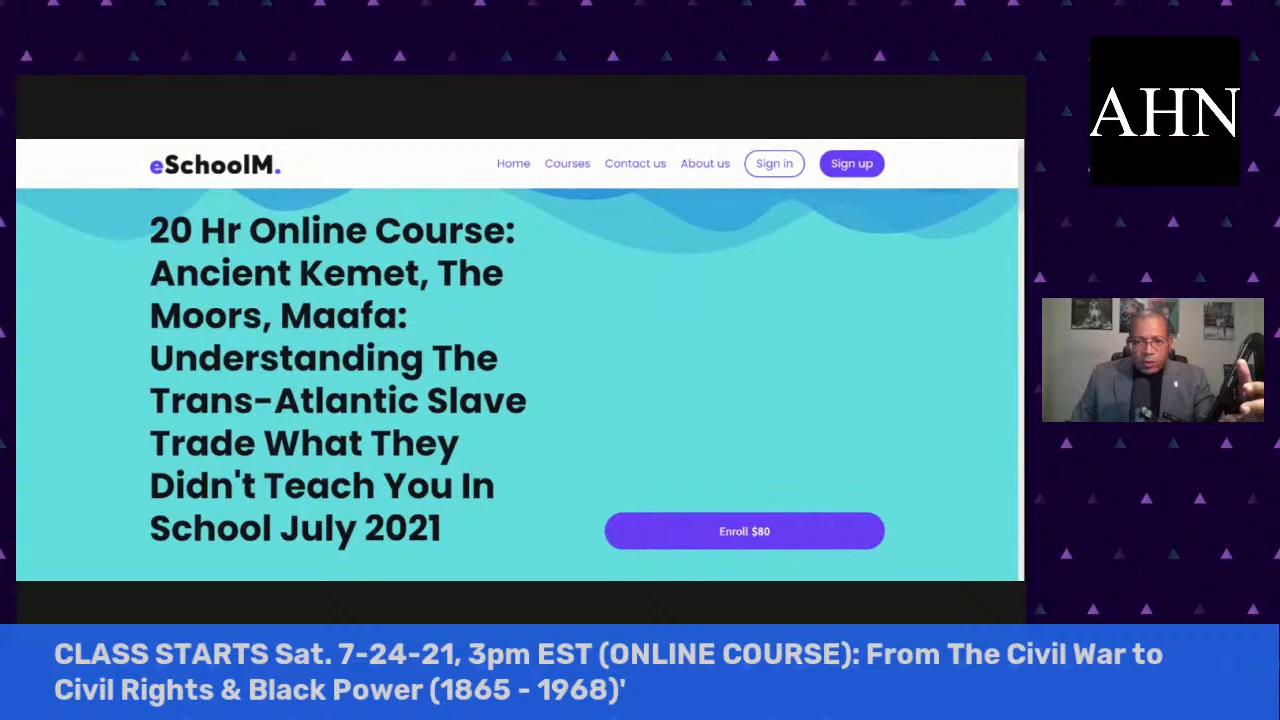 AHN
eSchoolM.
Home Courses Contact us About us Sign in Sign up
20 Hr Online Course:
Ancient Kemet, The
Moors, Maafa:
Understanding The
Trans-Atlantic Slave
Trade What They
Didn't Teach You In
School July 2021
Enroll $80
CLASS STARTS Sat. 7-24-21, 3pm EST (ONLINE COURSE): From The Civil War to
Civil Rights & Black Power (1865 - 1968)'